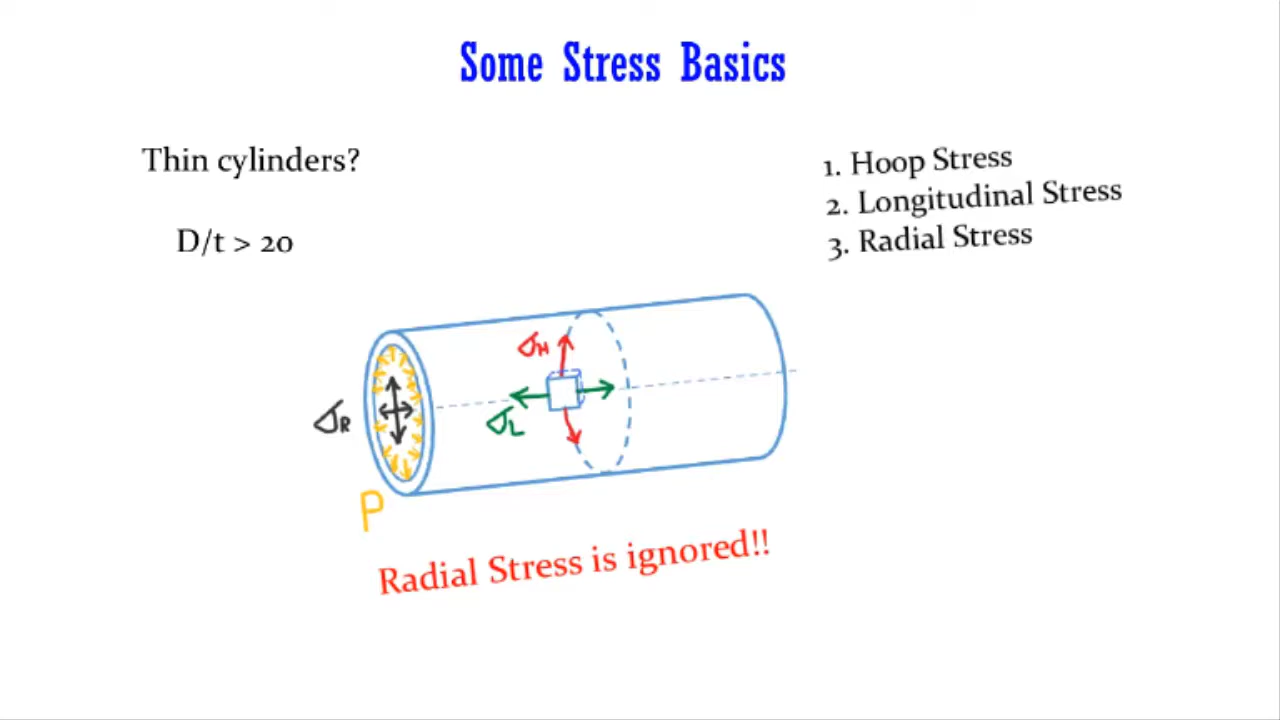 Some Stress Basics
Thin cylinders?
D/t > 20
1. Hoop Stress
2. Longitudinal Stress
3. Radial Stress
σH
σL
σR
P
Radial Stress is ignored!!